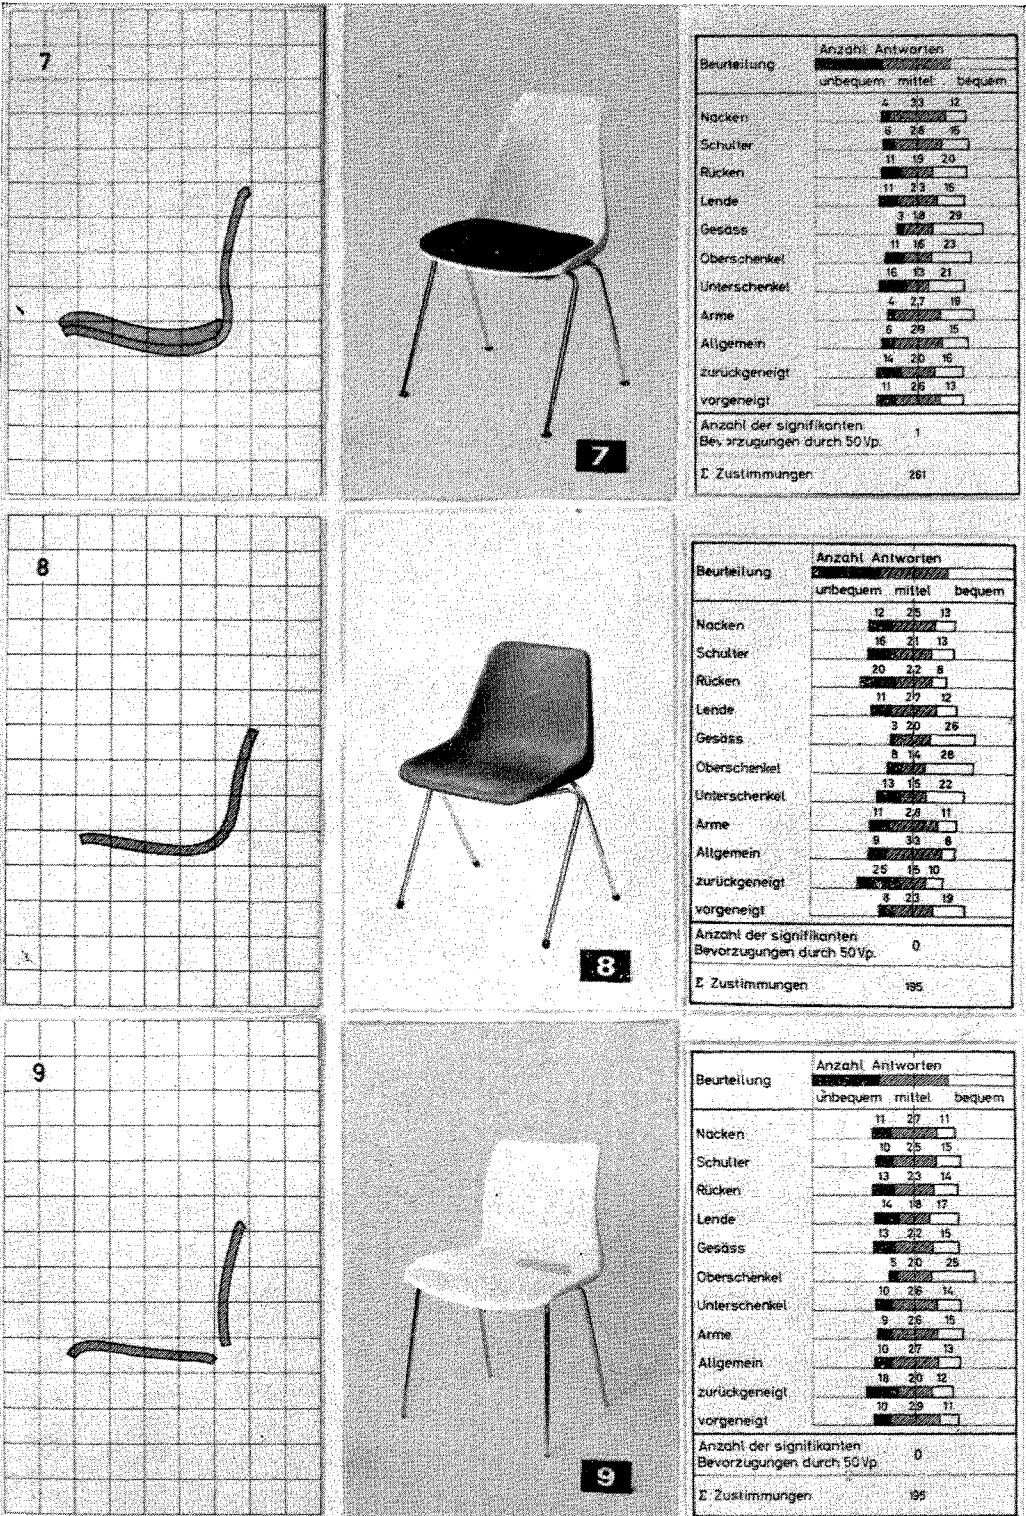 7
7
Anzahl Antworten
Beurteilung
unbequem mittel bequem
4 33 12
Nacken
6 28 16
Schulter
11 19 20
Rücken
11 23 16
Lende
3 18 29
Gesäss
11 16 23
Oberschenkel
16 13 21
Unterschenkel
4 27 19
Arme
6 29 15
Allgemein
14 20 16
zurückgeneigt
11 26 13
vorgeneigt
Anzahl der signifikanten
Bevorzugungen durch 50 Vp. 1
Σ Zustimmungen 261
8
8
Anzahl Antworten
Beurteilung
unbequem mittel bequem
12 25 13
Nacken
16 21 13
Schulter
20 22 8
Rücken
11 27 12
Lende
3 20 26
Gesäss
8 14 28
Oberschenkel
13 15 22
Unterschenkel
11 28 11
Arme
9 33 8
Allgemein
25 15 10
zurückgeneigt
8 23 19
vorgeneigt
Anzahl der signifikanten
Bevorzugungen durch 50 Vp. 0
Σ Zustimmungen 195
9
9
Anzahl Antworten
Beurteilung
unbequem mittel bequem
11 27 11
Nacken
10 25 15
Schulter
13 23 14
Rücken
14 18 17
Lende
13 22 15
Gesäss
5 20 25
Oberschenkel
10 26 14
Unterschenkel
9 26 15
Arme
10 27 13
Allgemein
18 20 12
zurückgeneigt
10 29 11
vorgeneigt
Anzahl der signifikanten
Bevorzugungen durch 50 Vp. 0
Σ Zustimmungen 195